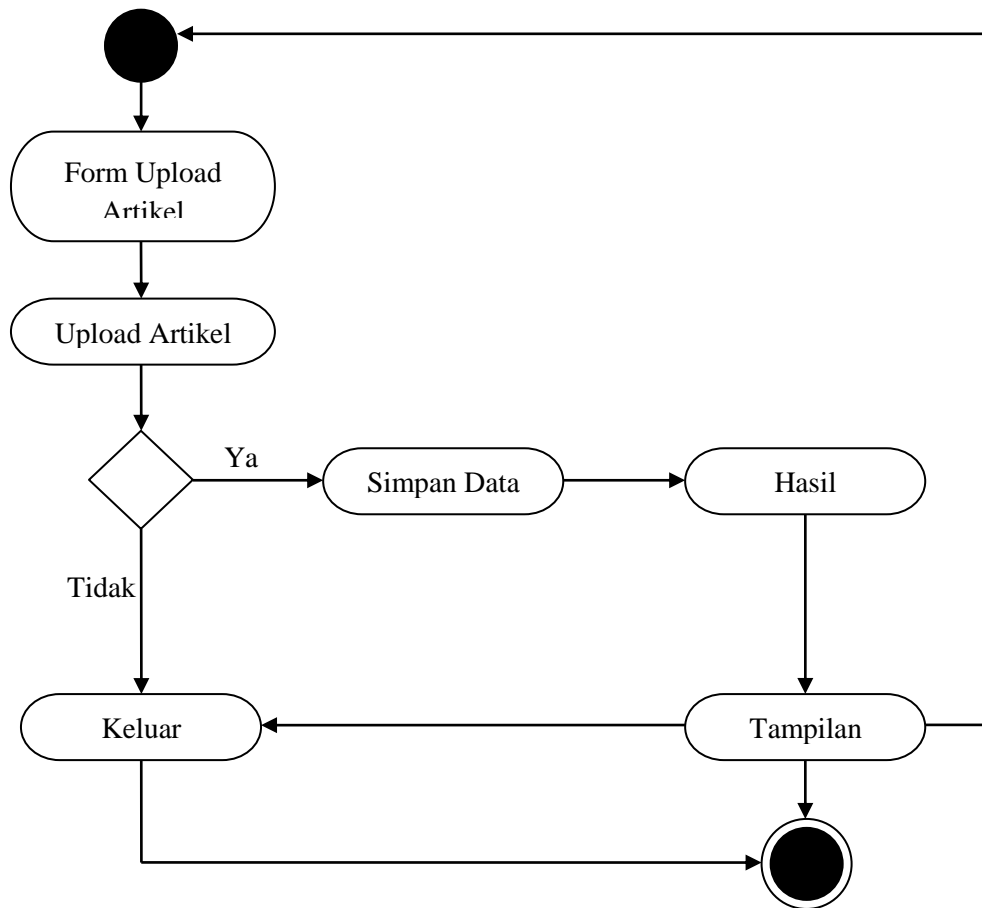 Form Upload
Artikel
Upload Artikel
Ya
Simpan Data
Hasil
Tidak
Keluar
Tampilan